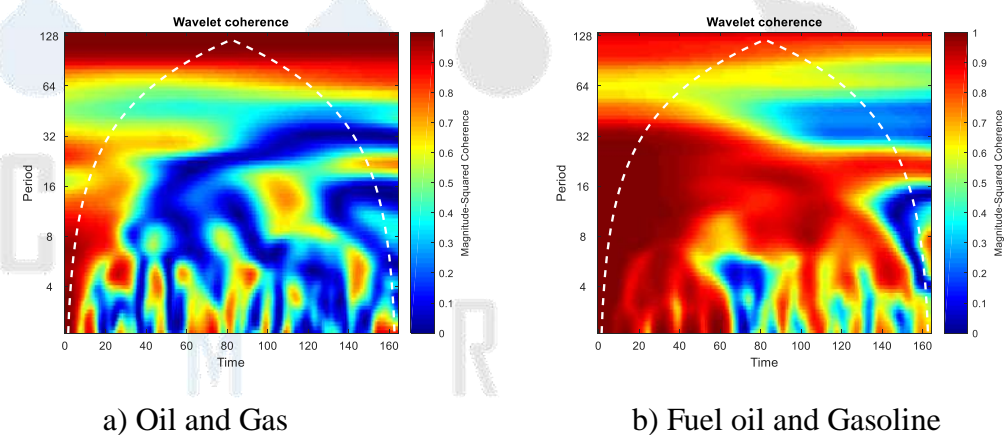 Wavelet coherence
128
64
32
16
8
4
Period
0 20 40 60 80 100 120 140 160
Time
1
0.9
0.8
0.7
0.6
0.5
0.4
0.3
0.2
0.1
0
Magnitude-Squared Coherence
a) Oil and Gas
Wavelet coherence
128
64
32
16
8
4
Period
0 20 40 60 80 100 120 140 160
Time
1
0.9
0.8
0.7
0.6
0.5
0.4
0.3
0.2
0.1
0
Magnitude-Squared Coherence
b) Fuel oil and Gasoline
M
R